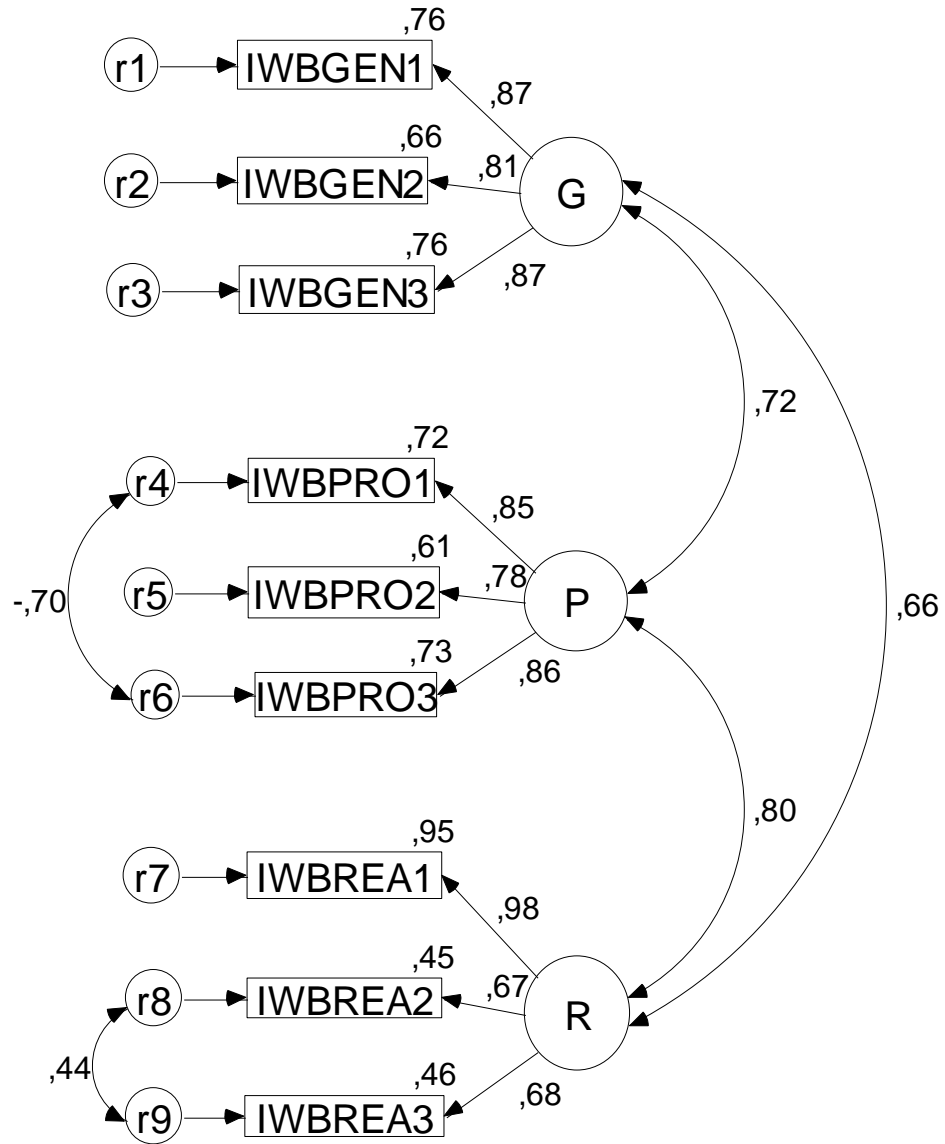 ,76
r1 IWBGEN1
,87
,66
r2 IWBGEN2 ,81 G
,76
r3 IWBGEN3 ,87
,72
,72
r4 IWBPRO1
,85
,61
-,70 r5 IWBPRO2 ,78 P ,66
,73
r6 IWBPRO3 ,86
,80
,95
r7 IWBREA1
,98
,45
r8 IWBREA2 ,67 R
,44
,46
r9 IWBREA3 ,68